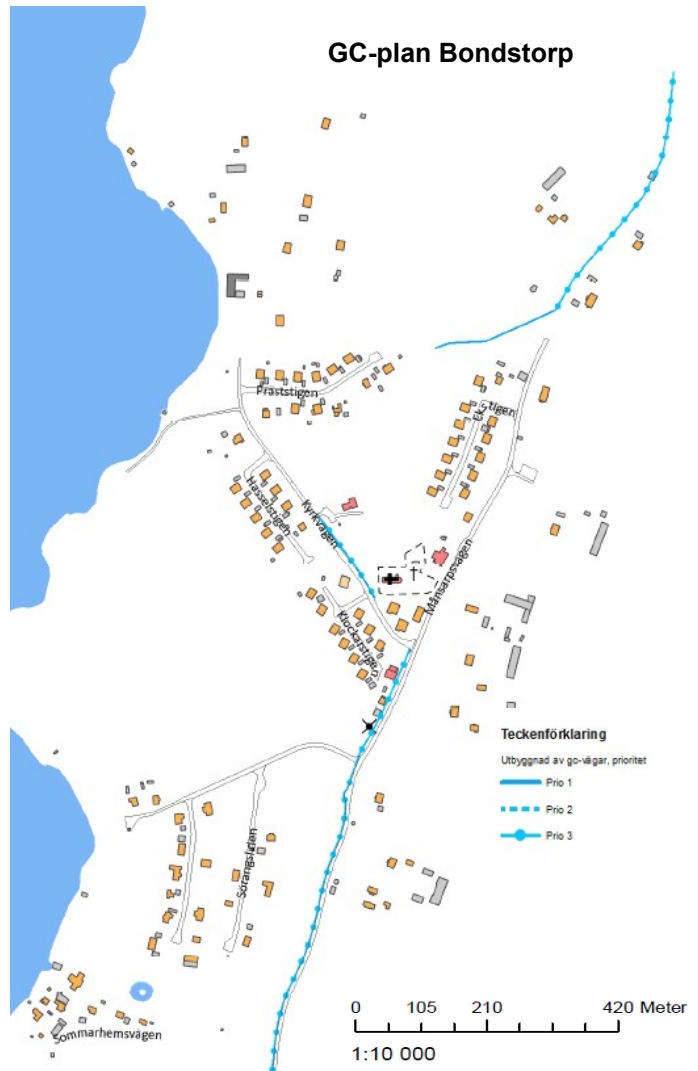 GC-plan Bondstorp
Präststigen
Ekstigen
Hasselstigen
Kyrkvägen
Månsarpsvägen
Klockarstigen
Teckenförklaring
Utbyggnad av gc-vägar, prioritet
Prio 1
Prio 2
Prio 3
Sörängsleden
Sommarhemsvägen
0 105 210 420 Meter
1:10 000